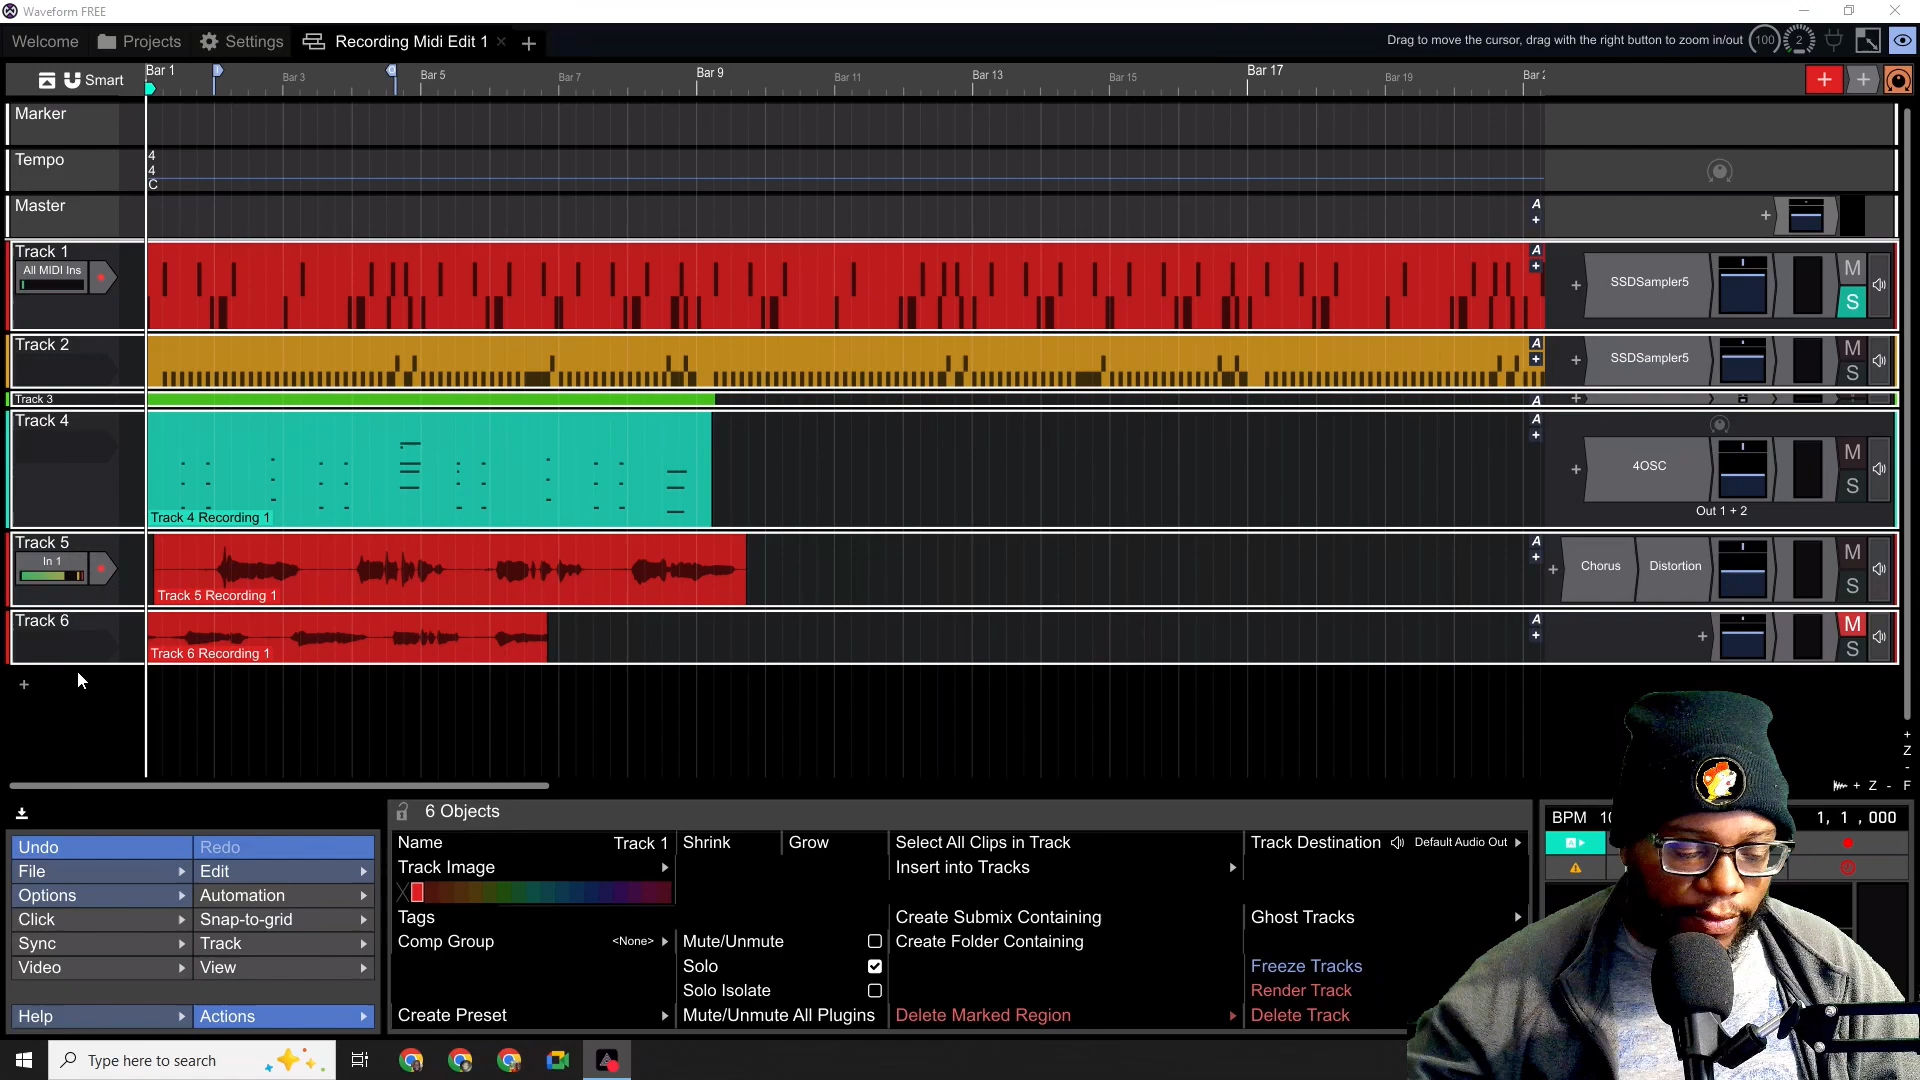 Waveform FREE
Welcome Projects Settings Recording Midi Edit 1
Drag to move the cursor, drag with the right button to zoom in/out 100 2
Smart Bar 1 Bar 3 Bar 5 Bar 7 Bar 9 Bar 11 Bar 13 Bar 15 Bar 17 Bar 19
Marker
Tempo
4
4
C
Master A
Track 1 A
All MIDI Ins
SSDSampler5 M
S
Track 2 A
SSDSampler5 M
S
Track 3 A
Track 4 A
4OSC M
S
Out 1 + 2
Track 4 Recording 1
Track 5 A
In 1
Chorus Distortion M
S
Track 5 Recording 1
Track 6 A
M
S
Track 6 Recording 1
+ Z -
+ Z - F
6 Objects
Undo Redo
File Edit
Options Automation
Click Snap-to-grid
Sync Track
Video View
Help Actions
Name Track 1 Shrink Grow Select All Clips in Track Track Destination Default Audio Out
Track Image Insert into Tracks
Tags Create Submix Containing Ghost Tracks
Comp Group <None> Mute/Unmute Create Folder Containing
Solo Freeze Tracks
Solo Isolate Render Track
Create Preset Mute/Unmute All Plugins Delete Marked Region Delete Track
BPM 1, 1, 000
Type here to search